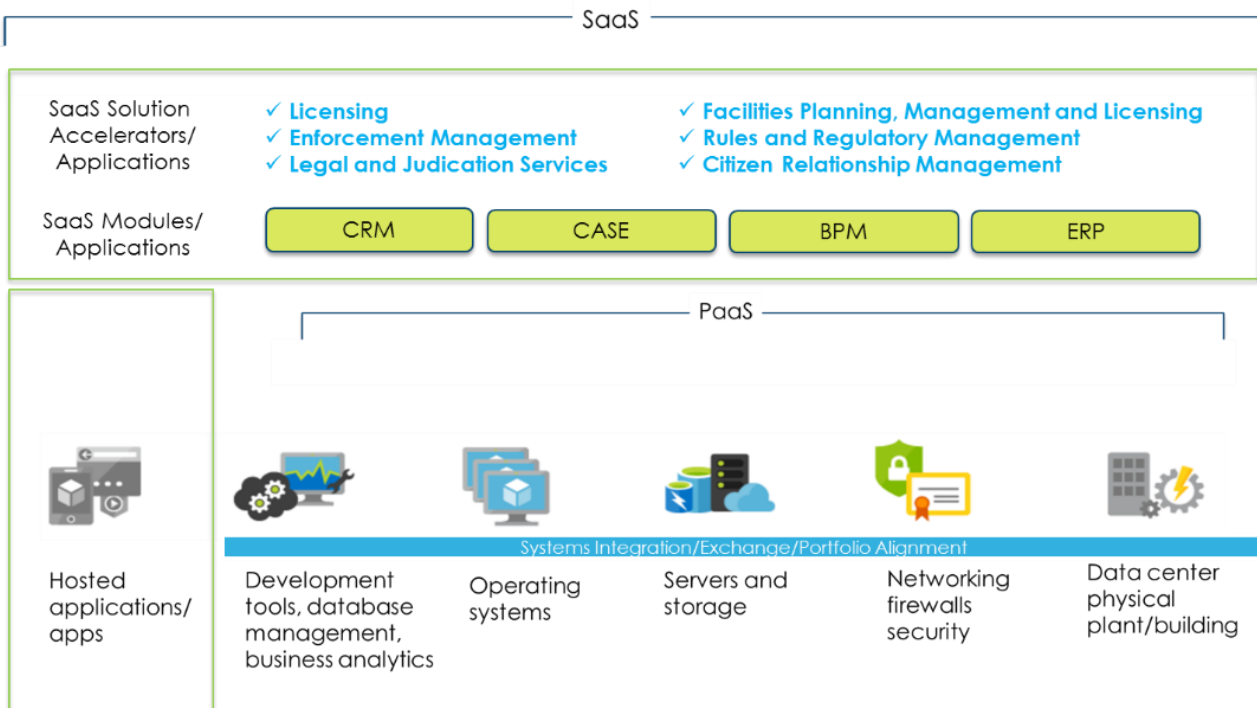 SaaS
SaaS Solution
Accelerators/
Applications
✓ Licensing
✓ Enforcement Management
✓ Legal and Judication Services
✓ Facilities Planning, Management and Licensing
✓ Rules and Regulatory Management
✓ Citizen Relationship Management
SaaS Modules/
Applications
CRM
CASE
BPM
ERP
PaaS
Systems Integration/Exchange/Portfolio Alignment
Hosted
applications/
apps
Development
tools, database
management,
business analytics
Operating
systems
Servers and
storage
Networking
firewalls
security
Data center
physical
plant/building